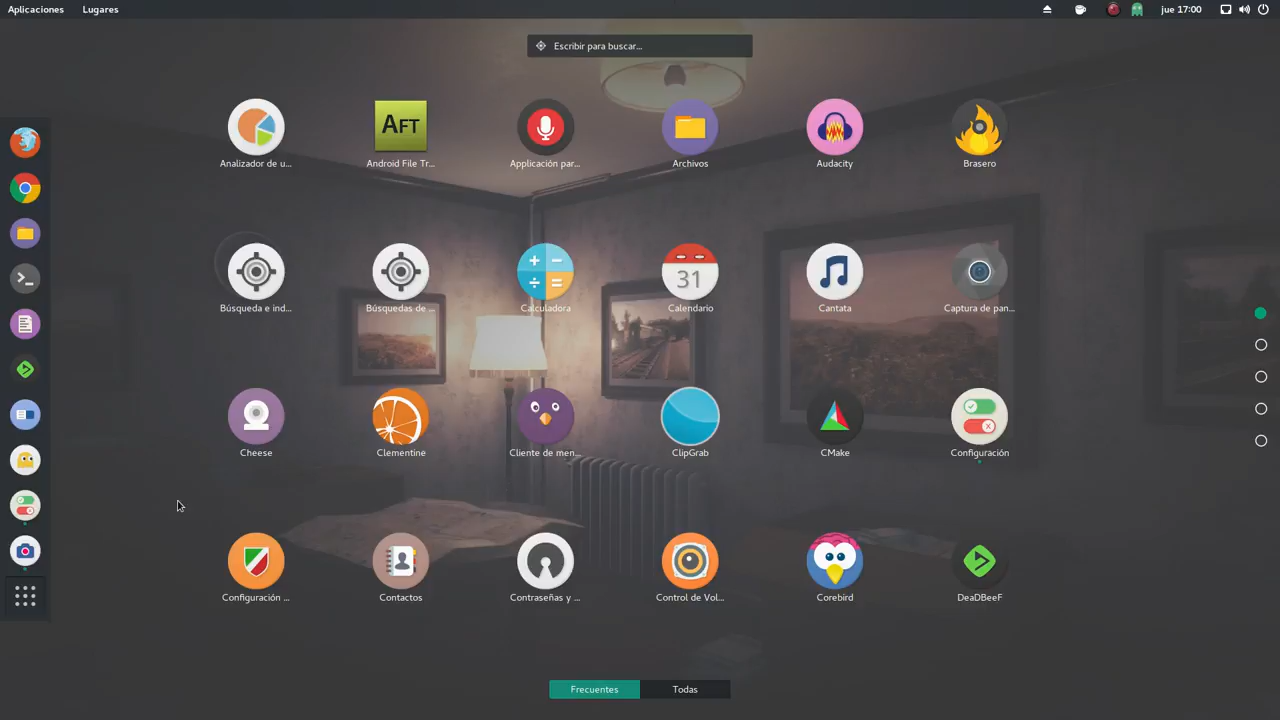 Aplicaciones Lugares jue 17:00
Escribir para buscar...
AFT
Analizador de u... Android File Tr... Aplicación par... Archivos Audacity Brasero
31
Búsqueda e ind... Búsquedas de ... Calculadora Calendario Cantata Captura de pan...
Cheese Clementine Cliente de men... ClipGrab CMake Configuración
Configuración ... Contactos Contraseñas y ... Control de Vol... Corebird DeaDBeeF
Frecuentes Todas